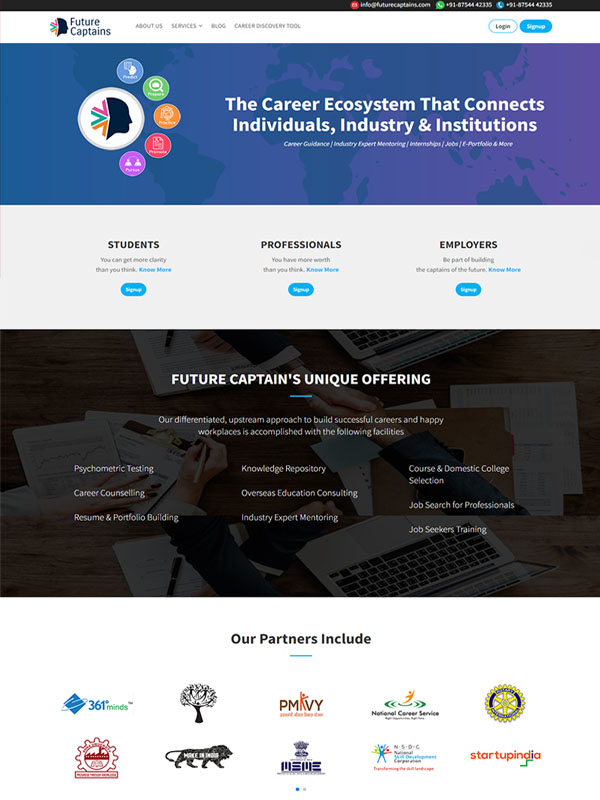 info@futurecaptains.com +91-87544 42335 +91-87544 42335
Future
Captains
ABOUT US SERVICES BLOG CAREER DISCOVERY TOOL
Login Signup
Predict
Prepare
Practice
Promote
Pursue
The Career Ecosystem That Connects
Individuals, Industry & Institutions
Career Guidance | Industry Expert Mentoring | Internships | Jobs | E-Portfolio & More
STUDENTS
You can get more clarity
than you think. Know More
Signup
PROFESSIONALS
You have more worth
than you think. Know More
Signup
EMPLOYERS
Be part of building
the captains of the future. Know More
Signup
FUTURE CAPTAIN'S UNIQUE OFFERING
Our differentiated, upstream approach to build successful careers and happy
workplaces is accomplished with the following facilities
Psychometric Testing
Career Counselling
Resume & Portfolio Building
Knowledge Repository
Overseas Education Consulting
Industry Expert Mentoring
Course & Domestic College
Selection
Job Search for Professionals
Job Seekers Training
Our Partners Include
361°minds™
PMKVY
National Career Service
Right Opportunities, Right Time
ROTARY INTERNATIONAL
MAKE IN INDIA
MSME
N·S·D·C
National
Skill Development
Corporation
Transforming the skill landscape
startupindia